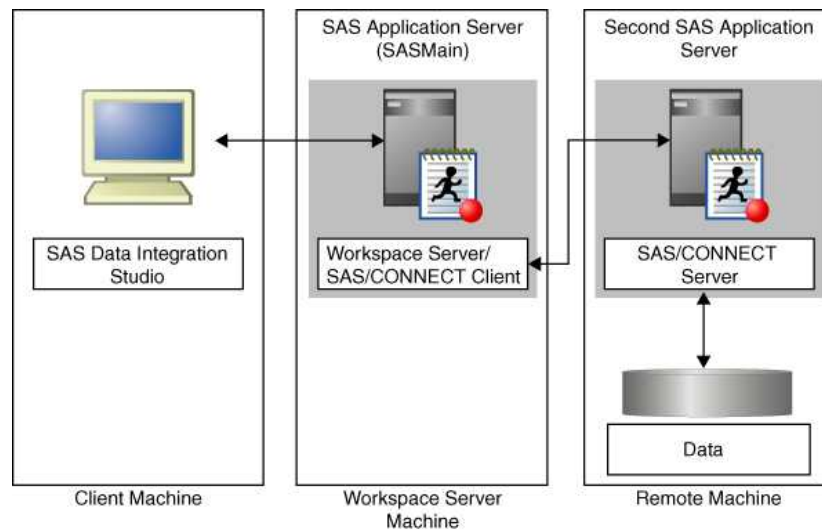 SAS Application Server
(SASMain)
Second SAS Application
Server
SAS Data Integration
Studio
Workspace Server/
SAS/CONNECT Client
SAS/CONNECT
Server
Data
Client Machine
Workspace Server
Machine
Remote Machine